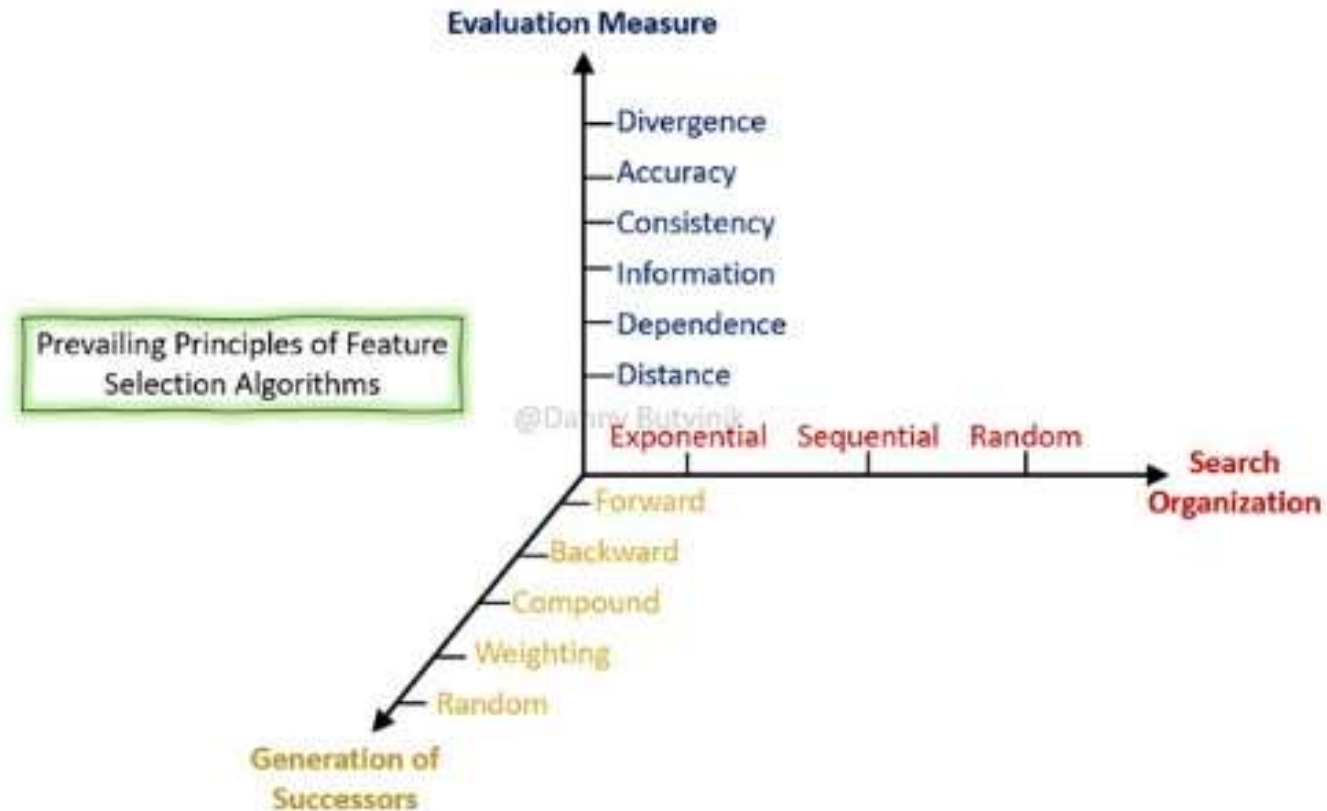 Evaluation Measure
Divergence
Accuracy
Consistency
Information
Dependence
Distance
Prevailing Principles of Feature
Selection Algorithms
@Danny Butvinik
Exponential Sequential Random
Search
Organization
Forward
Backward
Compound
Weighting
Random
Generation of
Successors